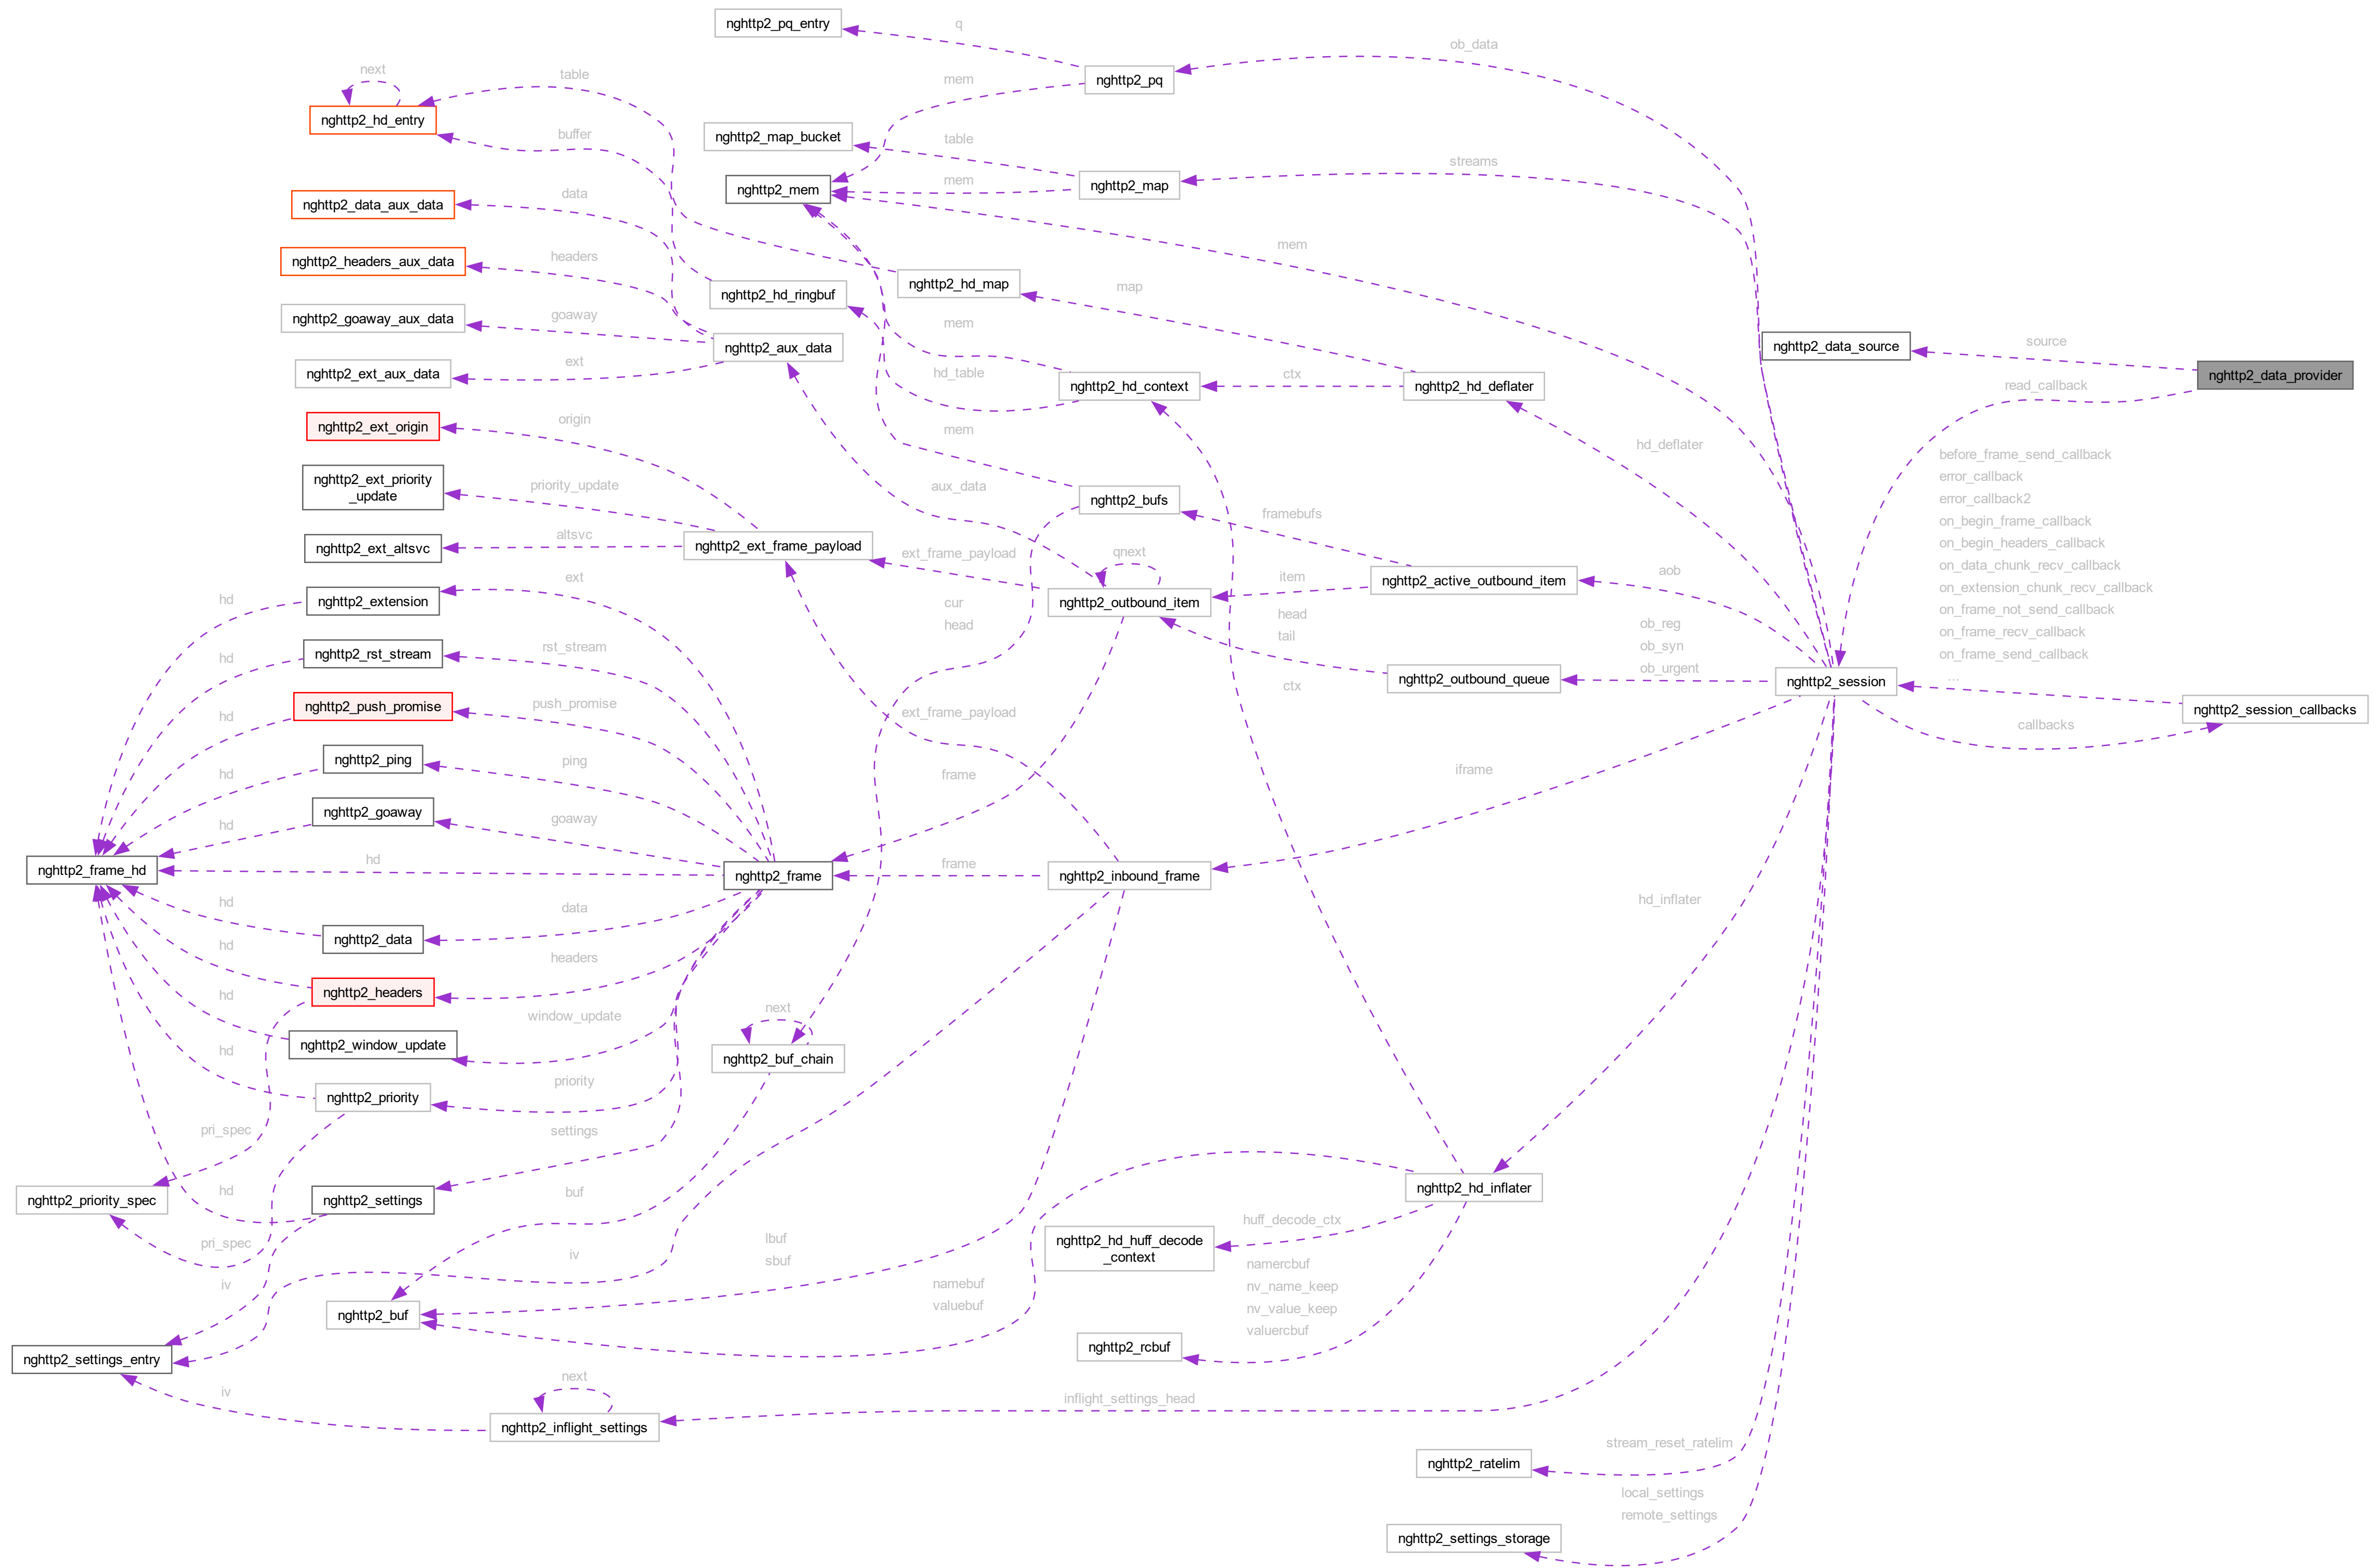 nghttp2_pq_entry
q
ob_data
next
table
mem
nghttp2_pq
nghttp2_hd_entry
buffer
nghttp2_map_bucket
table
streams
data
nghttp2_mem
mem
nghttp2_map
nghttp2_data_aux_data
headers
mem
nghttp2_headers_aux_data
nghttp2_hd_ringbuf
nghttp2_hd_map
map
nghttp2_goaway_aux_data
goaway
mem
nghttp2_aux_data
nghttp2_data_source
source
ext
nghttp2_ext_aux_data
hd_table
nghttp2_hd_context
ctx
nghttp2_hd_deflater
nghttp2_data_provider
read_callback
origin
nghttp2_ext_origin
mem
hd_deflater
before_frame_send_callback
error_callback
error_callback2
on_begin_frame_callback
on_begin_headers_callback
on_data_chunk_recv_callback
on_extension_chunk_recv_callback
on_frame_not_send_callback
on_frame_recv_callback
on_frame_send_callback
...
nghttp2_ext_priority
_update
priority_update
aux_data
nghttp2_bufs
framebufs
altsvc
nghttp2_ext_altsvc
nghttp2_ext_frame_payload
ext_frame_payload
qnext
ext
item
nghttp2_active_outbound_item
aob
hd
nghttp2_extension
cur
head
nghttp2_outbound_item
head
tail
ob_reg
ob_syn
ob_urgent
hd
nghttp2_rst_stream
rst_stream
nghttp2_outbound_queue
nghttp2_session
ctx
hd
nghttp2_push_promise
push_promise
ext_frame_payload
callbacks
nghttp2_session_callbacks
hd
nghttp2_ping
ping
frame
iframe
hd
nghttp2_goaway
goaway
nghttp2_frame_hd
hd
nghttp2_frame
frame
nghttp2_inbound_frame
hd
data
hd_inflater
nghttp2_data
hd
headers
nghttp2_headers
hd
window_update
next
nghttp2_window_update
hd
nghttp2_buf_chain
priority
nghttp2_priority
pri_spec
settings
nghttp2_priority_spec
hd
nghttp2_settings
buf
nghttp2_hd_inflater
pri_spec
iv
lbuf
sbuf
huff_decode_ctx
nghttp2_hd_huff_decode
_context
iv
namebuf
valuebuf
namercbuf
nv_name_keep
nv_value_keep
valuercbuf
nghttp2_buf
nghttp2_rcbuf
nghttp2_settings_entry
iv
next
inflight_settings_head
nghttp2_inflight_settings
stream_reset_ratelim
nghttp2_ratelim
local_settings
remote_settings
nghttp2_settings_storage